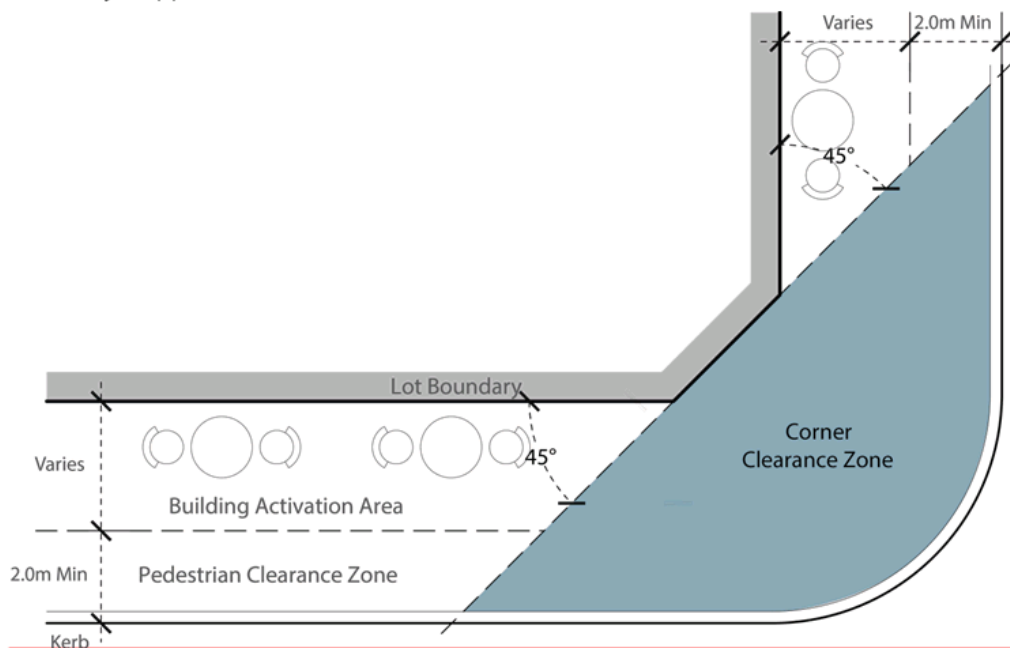 Varies
2.0m Min
45°
Lot Boundary
Corner
Clearance Zone
Varies
45°
Building Activation Area
2.0m Min
Pedestrian Clearance Zone
Kerb